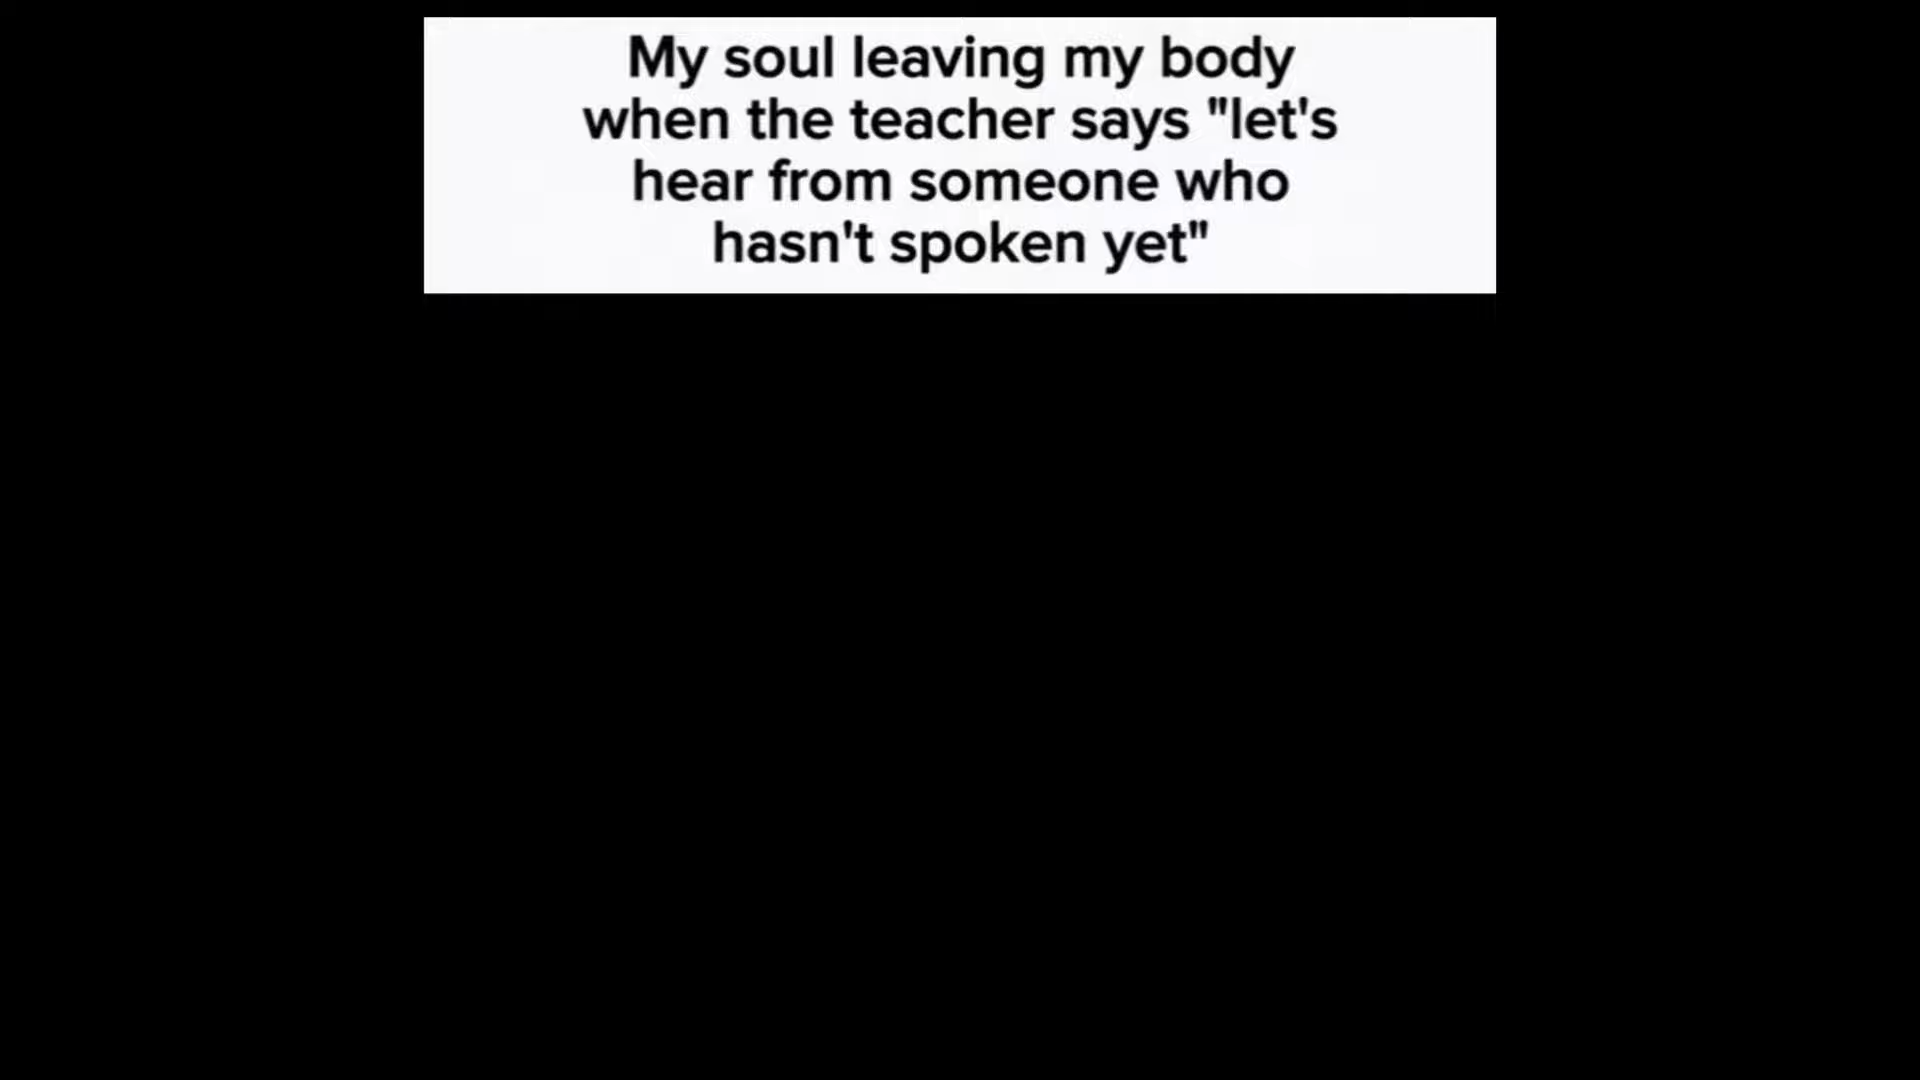 My soul leaving my body
when the teacher says "let's
hear from someone who
hasn't spoken yet"